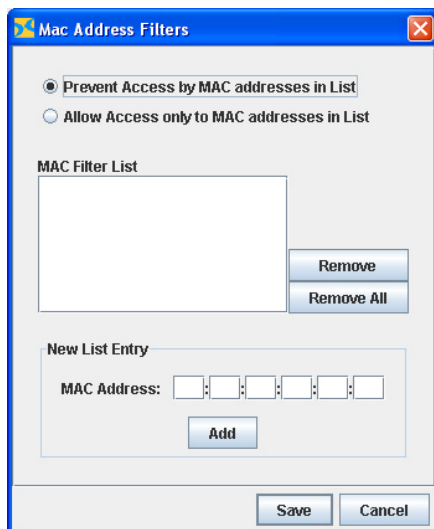 Mac Address Filters
Prevent Access by MAC addresses in List
Allow Access only to MAC addresses in List
MAC Filter List
Remove
Remove All
New List Entry
MAC Address: : : : : :
Add
Save Cancel